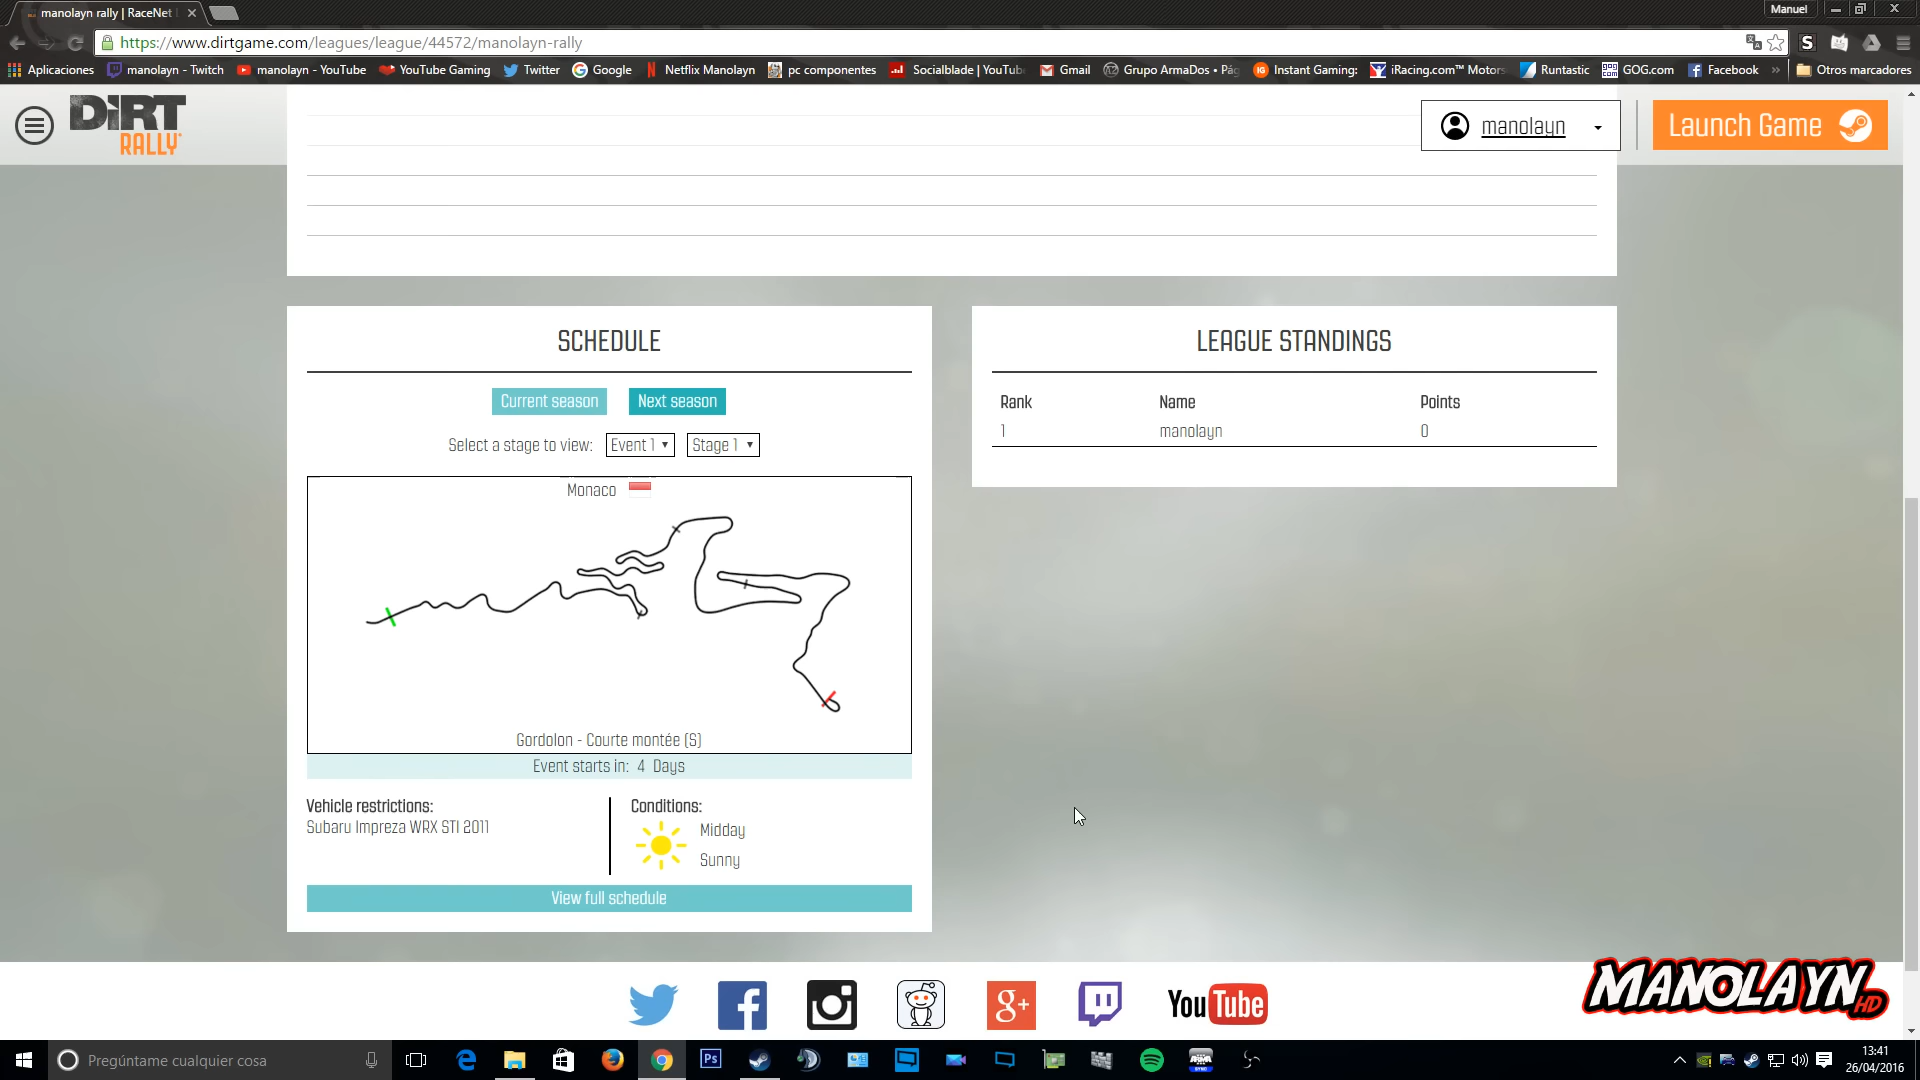 manolayn rally | RaceNet
Manuel
https://www.dirtgame.com/leagues/league/44572/manolayn-rally
Aplicaciones manolayn - Twitch manolayn - YouTube YouTube Gaming Twitter Google Netflix Manolayn pc componentes Socialblade | YouTub Gmail Grupo ArmaDos • Pág Instant Gaming: iRacing.com™ Motors Runtastic GOG.com Facebook » Otros marcadores
DiRT
RALLY
manolayn
Launch Game
SCHEDULE
Current season Next season
Select a stage to view: Event 1 Stage 1
Monaco
Gordolon - Courte montée (S)
Event starts in: 4 Days
Vehicle restrictions:
Subaru Impreza WRX STI 2011
Conditions:
Midday
Sunny
View full schedule
LEAGUE STANDINGS
Rank Name Points
1 manolayn 0
g+
YouTube
MANOLAYN HD
Pregúntame cualquier cosa
Ps
13:41
26/04/2016